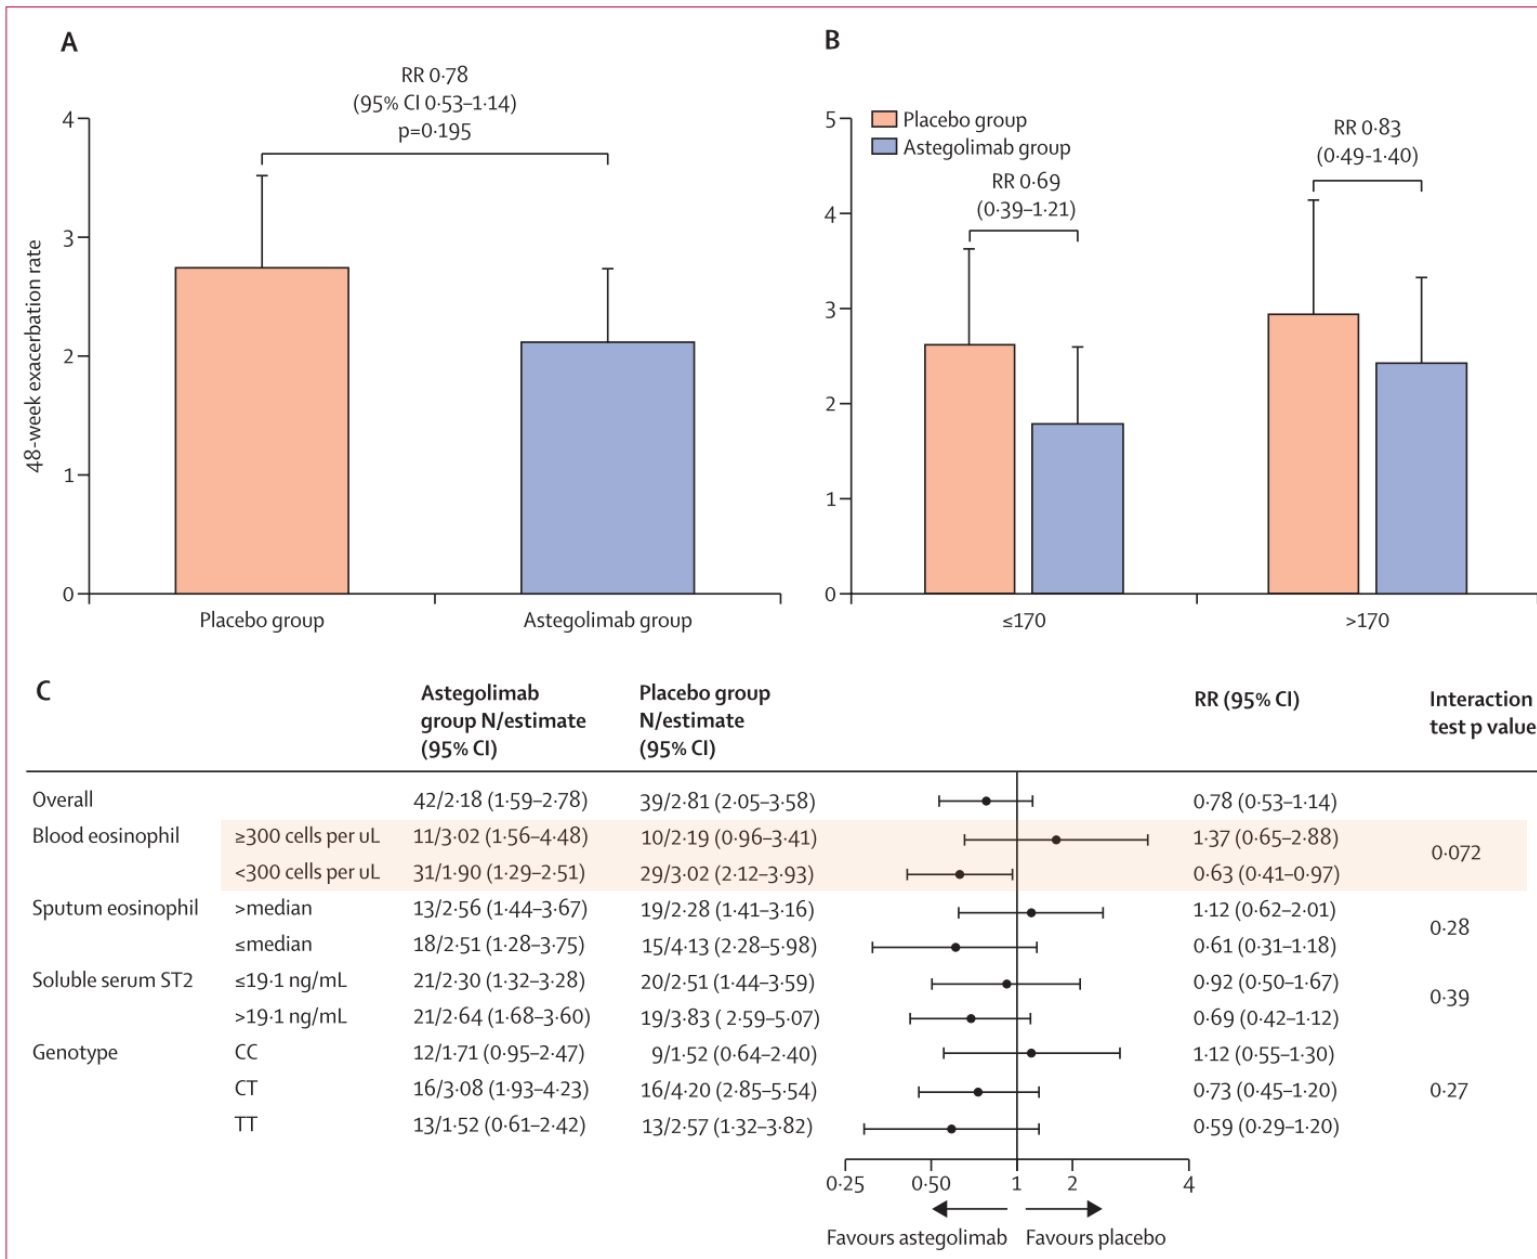 A
RR 0·78
(95% CI 0·53–1·14)
p=0·195
4
3
2
1
0
48-week exacerbation rate
Placebo group
Astegolimab group
B
Placebo group
Astegolimab group
RR 0·69
(0·39–1·21)
RR 0·83
(0·49-1·40)
5
4
3
2
1
0
≤170
>170
C
Astegolimab group N/estimate (95% CI) Placebo group N/estimate (95% CI) RR (95% CI) Interaction test p value
Overall 42/2·18 (1·59–2·78) 39/2·81 (2·05–3·58) 0·78 (0·53–1·14)
Blood eosinophil ≥300 cells per uL 11/3·02 (1·56–4·48) 10/2·19 (0·96–3·41) 1·37 (0·65–2·88)
0·072
<300 cells per uL 31/1·90 (1·29–2·51) 29/3·02 (2·12–3·93) 0·63 (0·41–0·97)
Sputum eosinophil >median 13/2·56 (1·44–3·67) 19/2·28 (1·41–3·16) 1·12 (0·62–2·01)
0·28
≤median 18/2·51 (1·28–3·75) 15/4·13 (2·28–5·98) 0·61 (0·31–1·18)
Soluble serum ST2 ≤19·1 ng/mL 21/2·30 (1·32–3·28) 20/2·51 (1·44–3·59) 0·92 (0·50–1·67)
0·39
>19·1 ng/mL 21/2·64 (1·68–3·60) 19/3·83 ( 2·59–5·07) 0·69 (0·42–1·12)
Genotype CC 12/1·71 (0·95–2·47) 9/1·52 (0·64–2·40) 1·12 (0·55–1·30)
CT 16/3·08 (1·93–4·23) 16/4·20 (2·85–5·54) 0·73 (0·45–1·20) 0·27
TT 13/1·52 (0·61–2·42) 13/2·57 (1·32–3·82) 0·59 (0·29–1·20)
0·25 0·50 1 2 4
Favours astegolimab Favours placebo